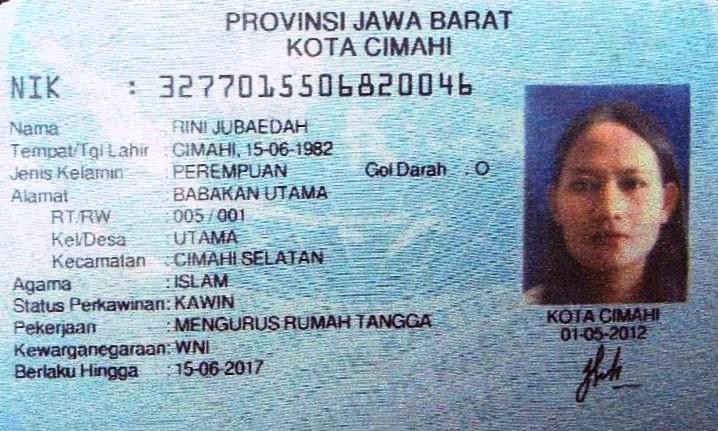 PROVINSI JAWA BARAT
KOTA CIMAHI
NIK : 3277015506820046
Nama : RINI JUBAEDAH
Tempat/Tgl Lahir : CIMAHI, 15-06-1982
Jenis Kelamin : PEREMPUAN Gol Darah : O
Alamat : BABAKAN UTAMA
RT/RW : 005 / 001
Kel/Desa : UTAMA
Kecamatan : CIMAHI SELATAN
Agama : ISLAM
Status Perkawinan: KAWIN
Pekerjaan : MENGURUS RUMAH TANGGA
Kewarganegaraan: WNI
Berlaku Hingga : 15-06-2017
KOTA CIMAHI
01-05-2012